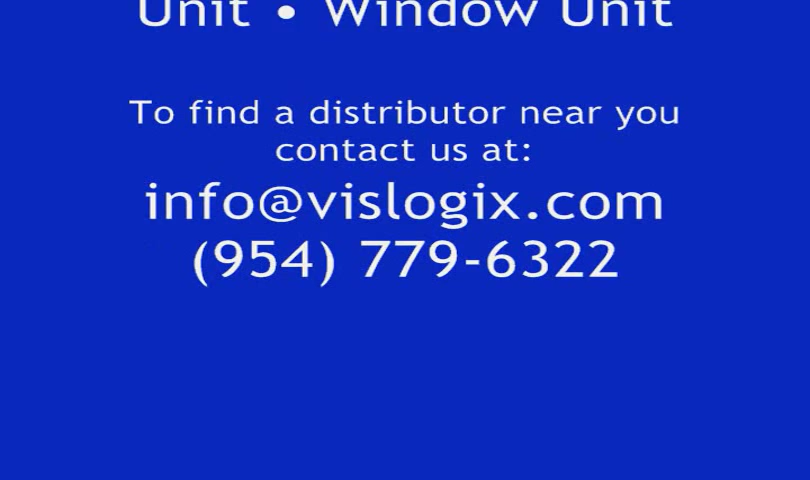 Unit • Window Unit
To find a distributor near you
contact us at:
info@vislogix.com
(954) 779-6322